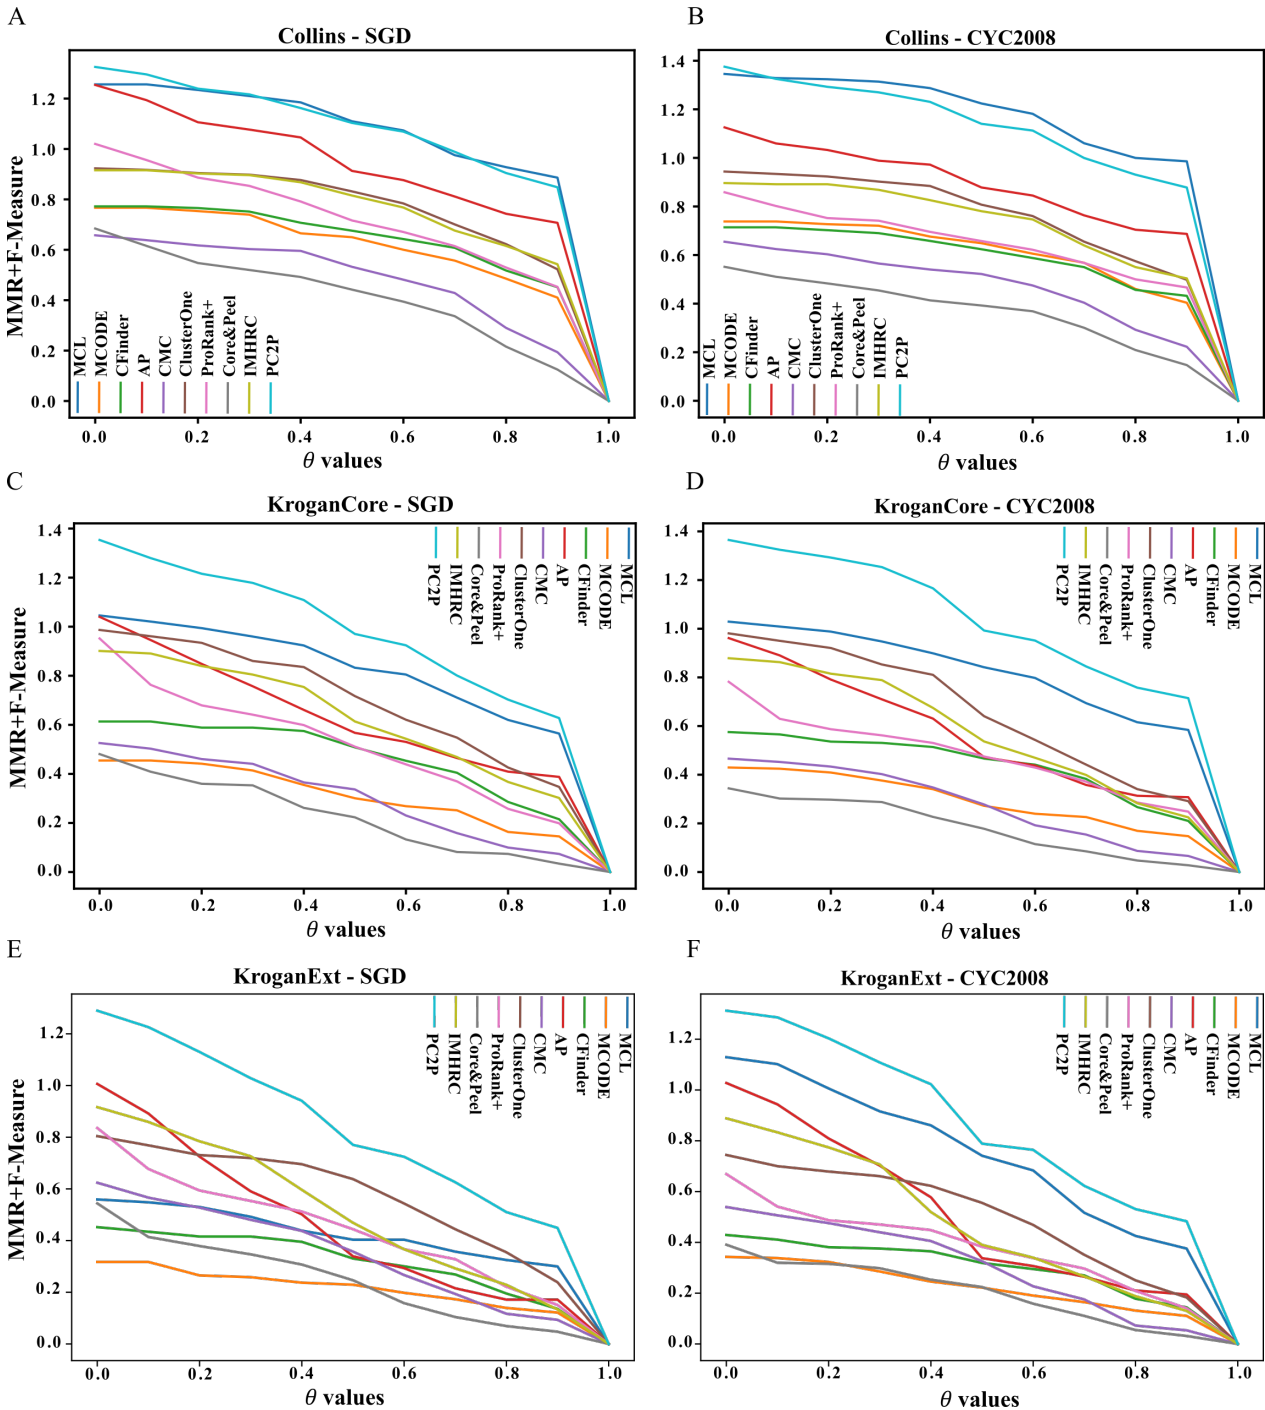 A
Collins - SGD
MMR+F-Measure
1.2
1.0
0.8
0.6
0.4
0.2
0.0
MCL
MCODE
CFinder
AP
CMC
ClusterOne
ProRank+
Core&Peel
IMHRC
PC2P
0.0 0.2 0.4 0.6 0.8 1.0
θ values
B
Collins - CYC2008
1.4
1.2
1.0
0.8
0.6
0.4
0.2
0.0
MCL
MCODE
CFinder
AP
CMC
ClusterOne
ProRank+
Core&Peel
IMHRC
PC2P
0.0 0.2 0.4 0.6 0.8 1.0
θ values
C
KroganCore - SGD
MMR+F-Measure
1.4
1.2
1.0
0.8
0.6
0.4
0.2
0.0
PC2P
IMHRC
Core&Peel
ProRank+
ClusterOne
CMC
AP
CFinder
MCODE
MCL
0.0 0.2 0.4 0.6 0.8 1.0
θ values
D
KroganCore - CYC2008
1.4
1.2
1.0
0.8
0.6
0.4
0.2
0.0
PC2P
IMHRC
Core&Peel
ProRank+
ClusterOne
CMC
AP
CFinder
MCODE
MCL
0.0 0.2 0.4 0.6 0.8 1.0
θ values
E
KroganExt - SGD
MMR+F-Measure
1.2
1.0
0.8
0.6
0.4
0.2
0.0
PC2P
IMHRC
Core&Peel
ProRank+
ClusterOne
CMC
AP
CFinder
MCODE
MCL
0.0 0.2 0.4 0.6 0.8 1.0
θ values
F
KroganExt - CYC2008
1.2
1.0
0.8
0.6
0.4
0.2
0.0
PC2P
IMHRC
Core&Peel
ProRank+
ClusterOne
CMC
AP
CFinder
MCODE
MCL
0.0 0.2 0.4 0.6 0.8 1.0
θ values